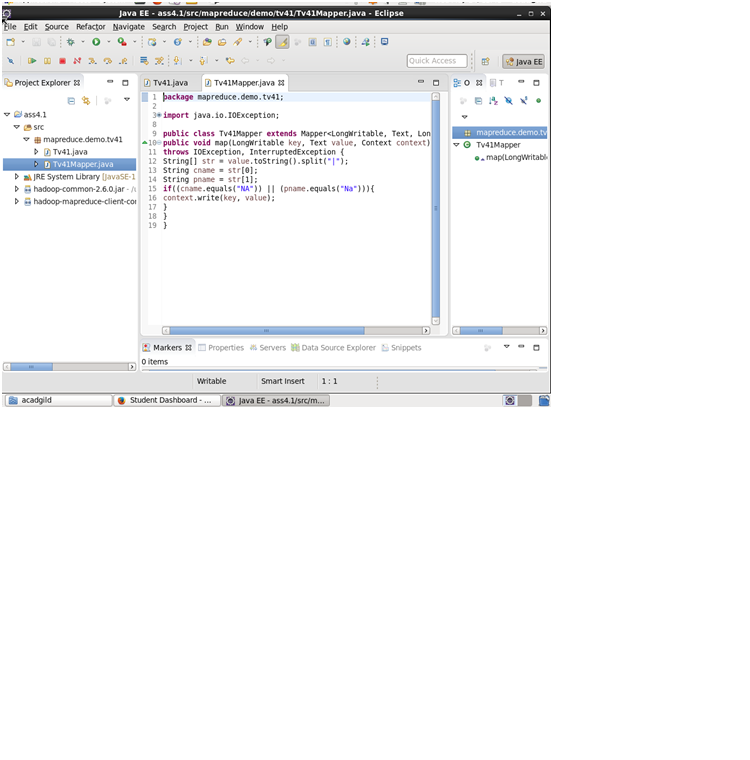 Java EE - ass4.1/src/mapreduce/demo/tv41/Tv41Mapper.java - Eclipse
File Edit Source Refactor Navigate Search Project Run Window Help
Quick Access
Java EE
Project Explorer
ass4.1
src
mapreduce.demo.tv41
Tv41.java
Tv41Mapper.java
JRE System Library [JavaSE-1
hadoop-common-2.6.0.jar - /u
hadoop-mapreduce-client-cor
Tv41.java Tv41Mapper.java
1 package mapreduce.demo.tv41;
2
3 import java.io.IOException;
8
9 public class Tv41Mapper extends Mapper<LongWritable, Text, Lon
10 public void map(LongWritable key, Text value, Context context)
11 throws IOException, InterruptedException {
12 String[] str = value.toString().split("|");
13 String cname = str[0];
14 String pname = str[1];
15 if((cname.equals("NA")) || (pname.equals("Na"))){
16 context.write(key, value);
17 }
18 }
19 }
O T
mapreduce.demo.tv
Tv41Mapper
map(LongWritabl
Markers Properties Servers Data Source Explorer Snippets
0 items
Writable Smart Insert 1 : 1
acadgild Student Dashboard - ... Java EE - ass4.1/src/m...